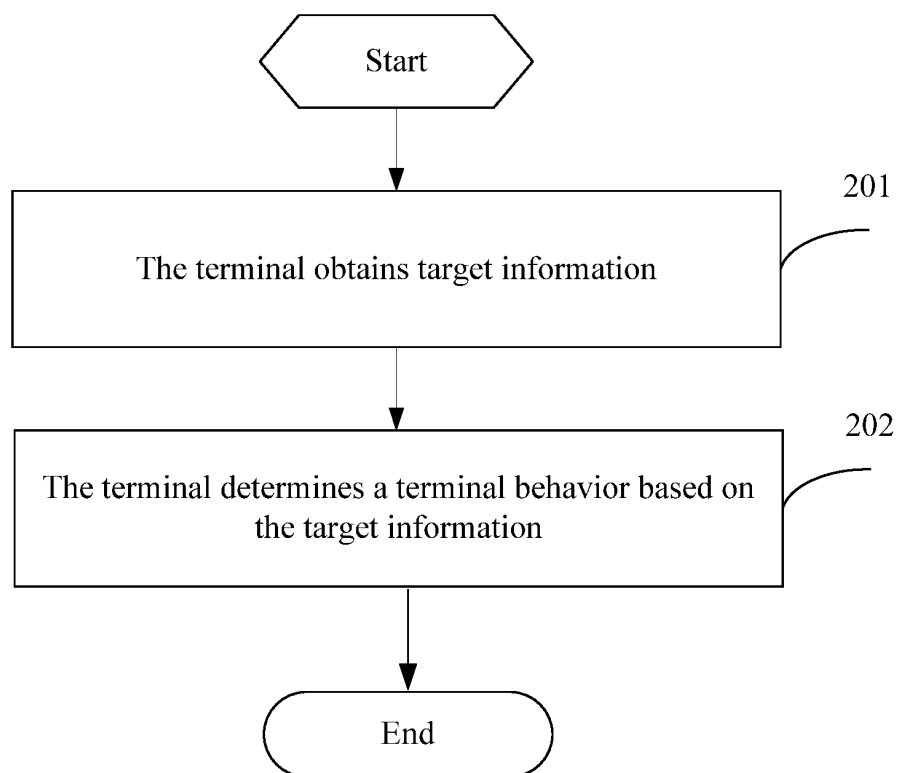 Start
201
The terminal obtains target information
202
The terminal determines a terminal behavior based on
the target information
End